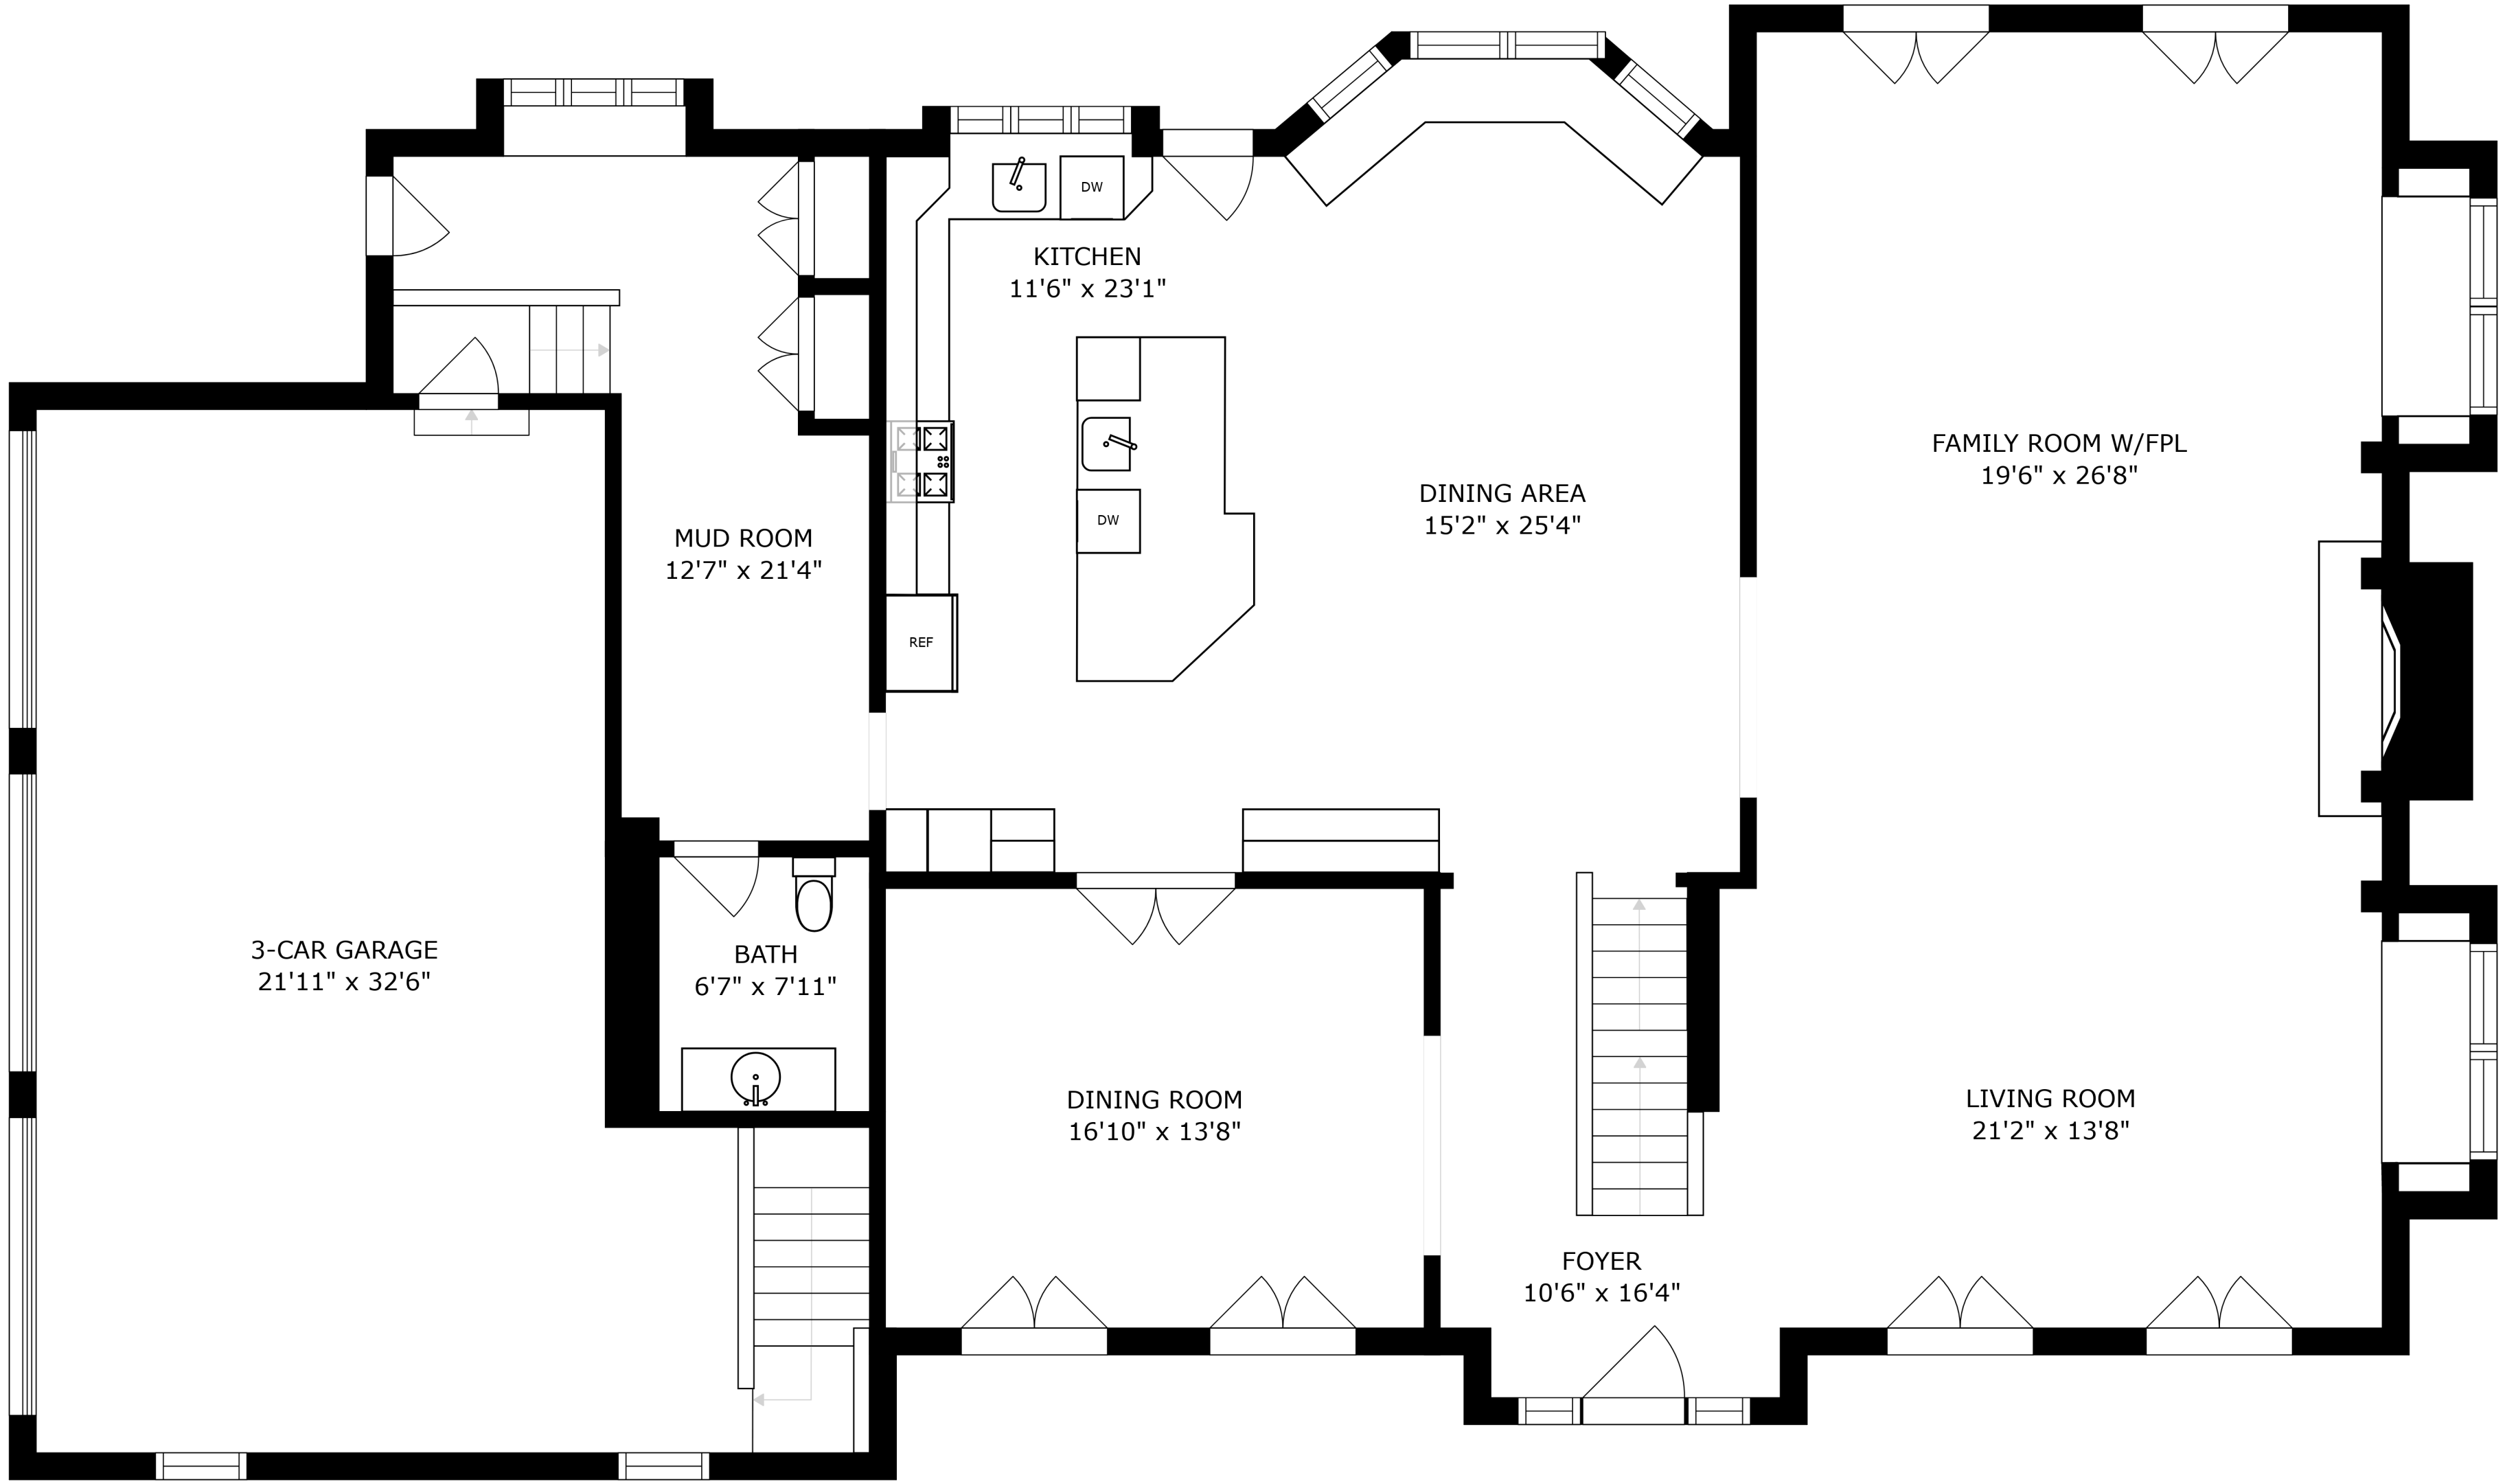 DW
KITCHEN
11'6" x 23'1"
FAMILY ROOM W/FPL
19'6" x 26'8"
DINING AREA
15'2" x 25'4"
DW
MUD ROOM
12'7" x 21'4"
REF
3-CAR GARAGE
21'11" x 32'6"
BATH
6'7" x 7'11"
DINING ROOM
16'10" x 13'8"
LIVING ROOM
21'2" x 13'8"
FOYER
10'6" x 16'4"